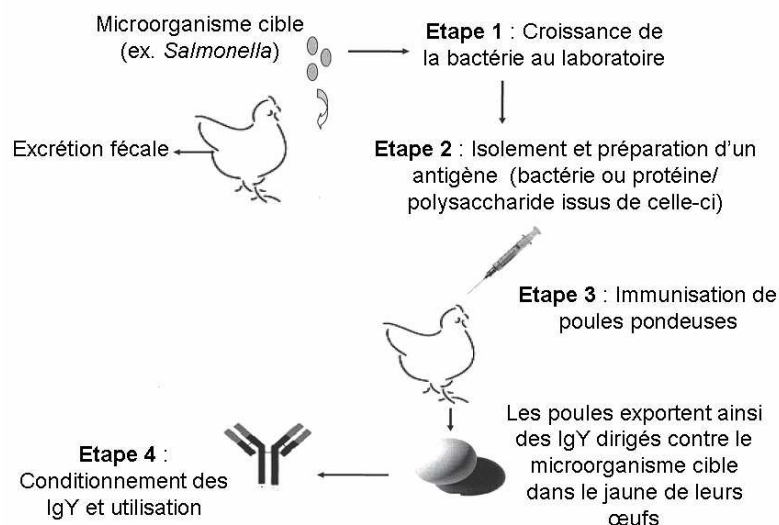 Microorganisme cible
(ex. Salmonella)
Etape 1 : Croissance de
la bactérie au laboratoire
Excrétion fécale
Etape 2 : Isolement et préparation d'un
antigène (bactérie ou protéine/
polysaccharide issus de celle-ci)
Etape 3 : Immunisation de
poules pondeuses
Les poules exportent ainsi
des IgY dirigés contre le
microorganisme cible
dans le jaune de leurs
œufs
Etape 4 :
Conditionnement des
IgY et utilisation